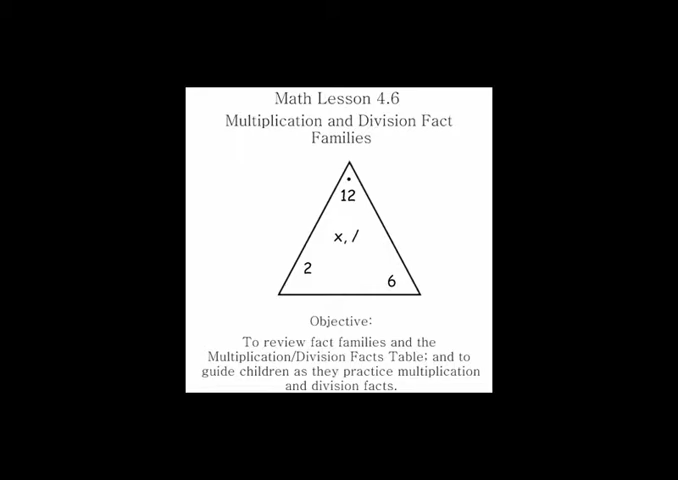 Math Lesson 4.6
Multiplication and Division Fact
Families
12
x, /
2
6
Objective:
To review fact families and the
Multiplication/Division Facts Table; and to
guide children as they practice multiplication
and division facts.